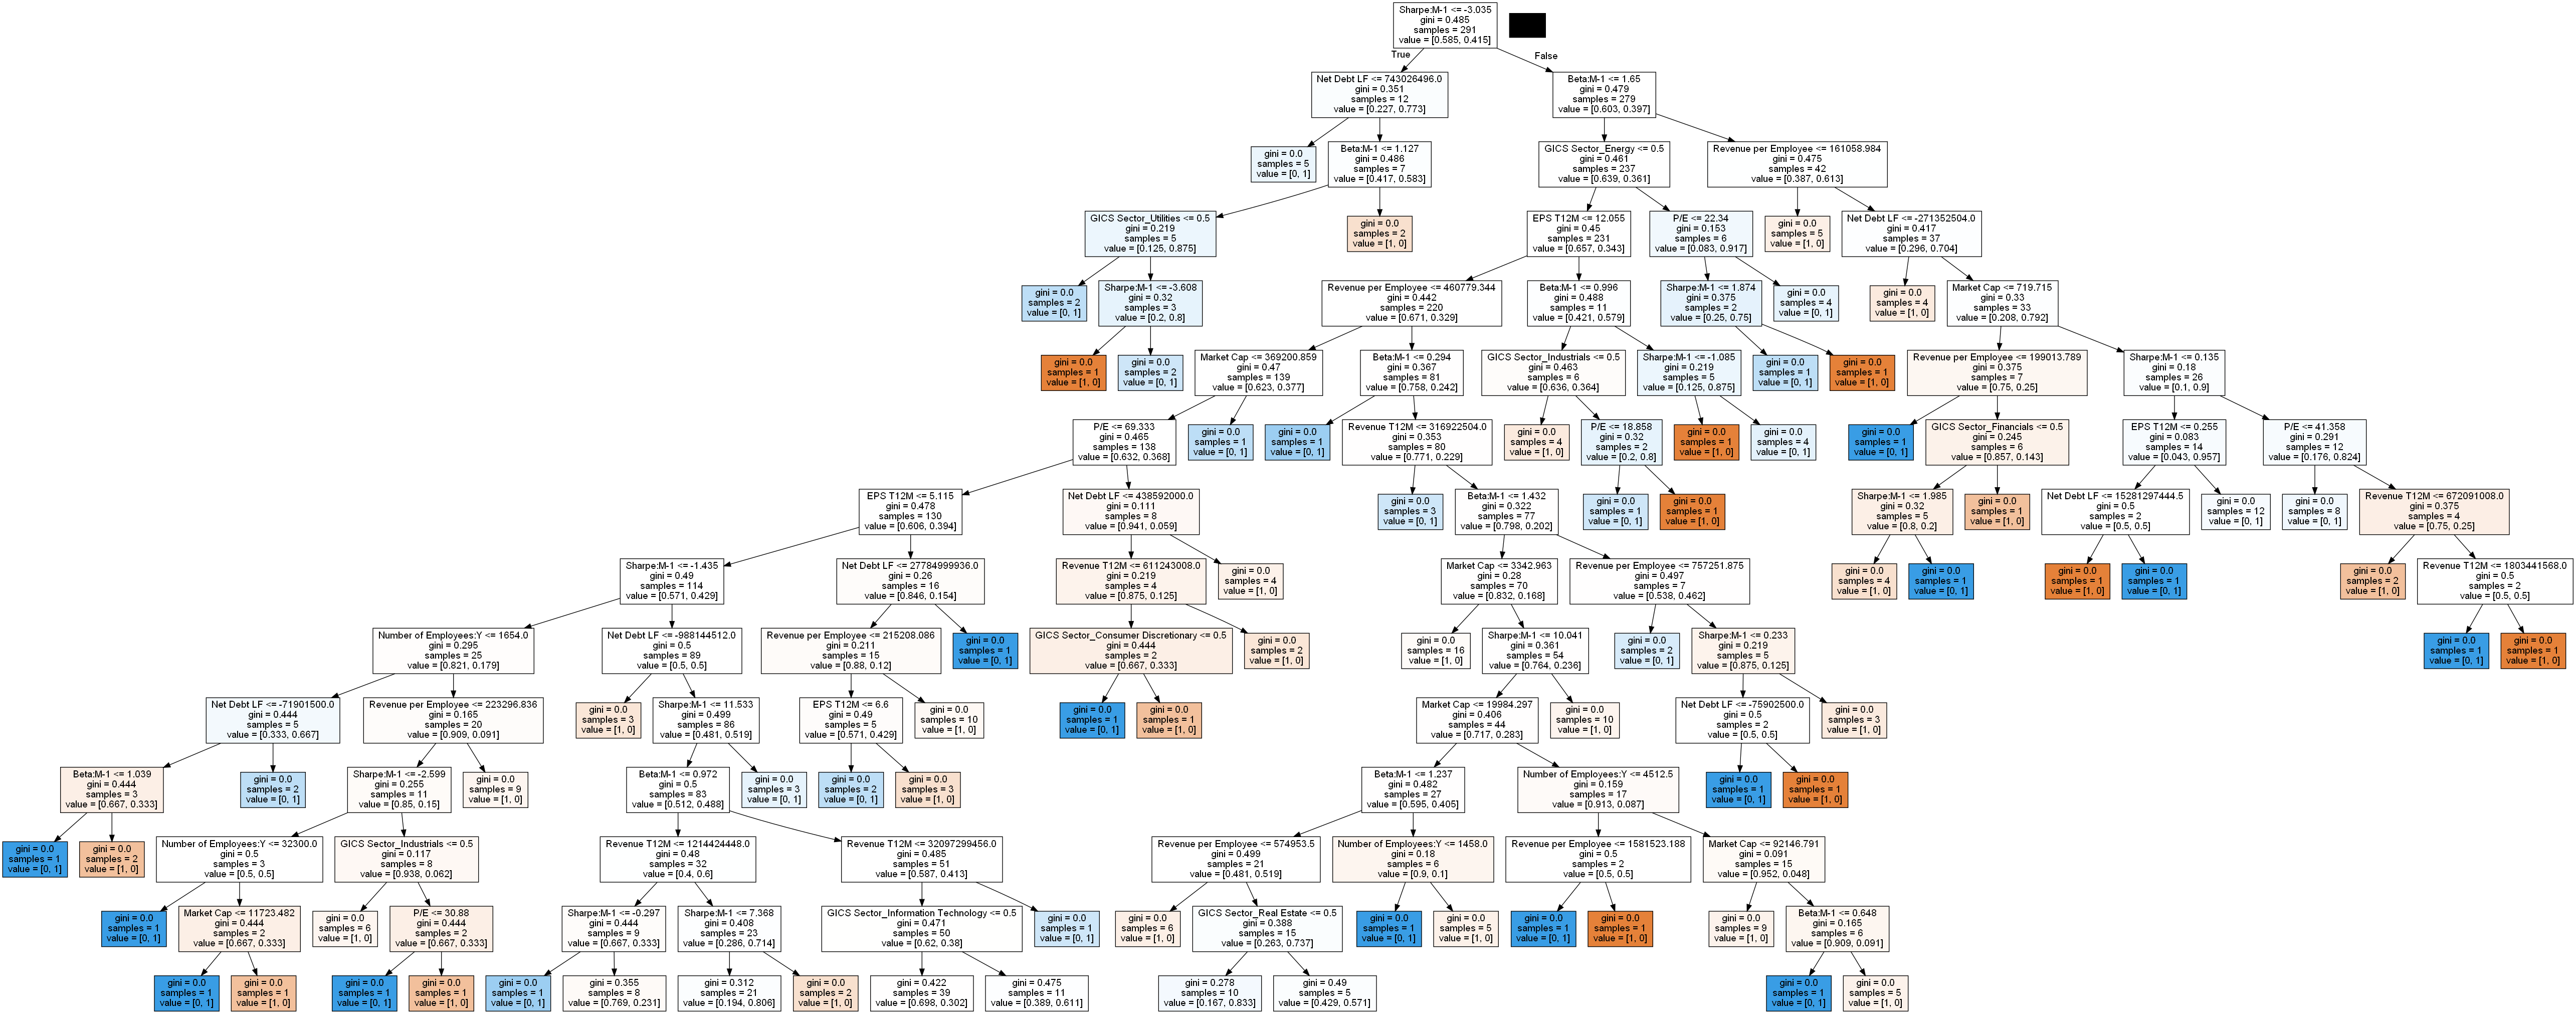 Sharpe:M-1 <= -3.035
gini = 0.485
samples = 291
value = [0.585, 0.415]
True
False
Net Debt LF <= 743026496.0
gini = 0.351
samples = 12
value = [0.227, 0.773]
Beta:M-1 <= 1.65
gini = 0.479
samples = 279
value = [0.603, 0.397]
gini = 0.0
samples = 5
value = [0, 1]
Beta:M-1 <= 1.127
gini = 0.486
samples = 7
value = [0.417, 0.583]
GICS Sector_Energy <= 0.5
gini = 0.461
samples = 237
value = [0.639, 0.361]
Revenue per Employee <= 161058.984
gini = 0.475
samples = 42
value = [0.387, 0.613]
GICS Sector_Utilities <= 0.5
gini = 0.219
samples = 5
value = [0.125, 0.875]
gini = 0.0
samples = 2
value = [1, 0]
EPS T12M <= 12.055
gini = 0.45
samples = 231
value = [0.657, 0.343]
P/E <= 22.34
gini = 0.153
samples = 6
value = [0.083, 0.917]
gini = 0.0
samples = 5
value = [1, 0]
Net Debt LF <= -271352504.0
gini = 0.417
samples = 37
value = [0.296, 0.704]
gini = 0.0
samples = 2
value = [0, 1]
Sharpe:M-1 <= -3.608
gini = 0.32
samples = 3
value = [0.2, 0.8]
Revenue per Employee <= 460779.344
gini = 0.442
samples = 220
value = [0.671, 0.329]
Beta:M-1 <= 0.996
gini = 0.488
samples = 11
value = [0.421, 0.579]
Sharpe:M-1 <= 1.874
gini = 0.375
samples = 2
value = [0.25, 0.75]
gini = 0.0
samples = 4
value = [0, 1]
gini = 0.0
samples = 4
value = [1, 0]
Market Cap <= 719.715
gini = 0.33
samples = 33
value = [0.208, 0.792]
gini = 0.0
samples = 1
value = [1, 0]
gini = 0.0
samples = 2
value = [0, 1]
Market Cap <= 369200.859
gini = 0.47
samples = 139
value = [0.623, 0.377]
Beta:M-1 <= 0.294
gini = 0.367
samples = 81
value = [0.758, 0.242]
GICS Sector_Industrials <= 0.5
gini = 0.463
samples = 6
value = [0.636, 0.364]
Sharpe:M-1 <= -1.085
gini = 0.219
samples = 5
value = [0.125, 0.875]
gini = 0.0
samples = 1
value = [0, 1]
gini = 0.0
samples = 1
value = [1, 0]
Revenue per Employee <= 199013.789
gini = 0.375
samples = 7
value = [0.75, 0.25]
Sharpe:M-1 <= 0.135
gini = 0.18
samples = 26
value = [0.1, 0.9]
P/E <= 69.333
gini = 0.465
samples = 138
value = [0.632, 0.368]
gini = 0.0
samples = 1
value = [0, 1]
gini = 0.0
samples = 1
value = [0, 1]
Revenue T12M <= 316922504.0
gini = 0.353
samples = 80
value = [0.771, 0.229]
gini = 0.0
samples = 4
value = [1, 0]
P/E <= 18.858
gini = 0.32
samples = 2
value = [0.2, 0.8]
gini = 0.0
samples = 1
value = [1, 0]
gini = 0.0
samples = 4
value = [0, 1]
gini = 0.0
samples = 1
value = [0, 1]
GICS Sector_Financials <= 0.5
gini = 0.245
samples = 6
value = [0.857, 0.143]
EPS T12M <= 0.255
gini = 0.083
samples = 14
value = [0.043, 0.957]
P/E <= 41.358
gini = 0.291
samples = 12
value = [0.176, 0.824]
EPS T12M <= 5.115
gini = 0.478
samples = 130
value = [0.606, 0.394]
Net Debt LF <= 438592000.0
gini = 0.111
samples = 8
value = [0.941, 0.059]
gini = 0.0
samples = 3
value = [0, 1]
Beta:M-1 <= 1.432
gini = 0.322
samples = 77
value = [0.798, 0.202]
gini = 0.0
samples = 1
value = [0, 1]
gini = 0.0
samples = 1
value = [1, 0]
Sharpe:M-1 <= 1.985
gini = 0.32
samples = 5
value = [0.8, 0.2]
gini = 0.0
samples = 1
value = [1, 0]
Net Debt LF <= 15281297444.5
gini = 0.5
samples = 2
value = [0.5, 0.5]
gini = 0.0
samples = 12
value = [0, 1]
gini = 0.0
samples = 8
value = [0, 1]
Revenue T12M <= 672091008.0
gini = 0.375
samples = 4
value = [0.75, 0.25]
Sharpe:M-1 <= -1.435
gini = 0.49
samples = 114
value = [0.571, 0.429]
Net Debt LF <= 27784999936.0
gini = 0.26
samples = 16
value = [0.846, 0.154]
Revenue T12M <= 611243008.0
gini = 0.219
samples = 4
value = [0.875, 0.125]
gini = 0.0
samples = 4
value = [1, 0]
Market Cap <= 3342.963
gini = 0.28
samples = 70
value = [0.832, 0.168]
Revenue per Employee <= 757251.875
gini = 0.497
samples = 7
value = [0.538, 0.462]
gini = 0.0
samples = 4
value = [1, 0]
gini = 0.0
samples = 1
value = [0, 1]
gini = 0.0
samples = 1
value = [1, 0]
gini = 0.0
samples = 1
value = [0, 1]
gini = 0.0
samples = 2
value = [1, 0]
Revenue T12M <= 1803441568.0
gini = 0.5
samples = 2
value = [0.5, 0.5]
Number of Employees:Y <= 1654.0
gini = 0.295
samples = 25
value = [0.821, 0.179]
Net Debt LF <= -988144512.0
gini = 0.5
samples = 89
value = [0.5, 0.5]
Revenue per Employee <= 215208.086
gini = 0.211
samples = 15
value = [0.88, 0.12]
gini = 0.0
samples = 1
value = [0, 1]
GICS Sector_Consumer Discretionary <= 0.5
gini = 0.444
samples = 2
value = [0.667, 0.333]
gini = 0.0
samples = 2
value = [1, 0]
gini = 0.0
samples = 16
value = [1, 0]
Sharpe:M-1 <= 10.041
gini = 0.361
samples = 54
value = [0.764, 0.236]
gini = 0.0
samples = 2
value = [0, 1]
Sharpe:M-1 <= 0.233
gini = 0.219
samples = 5
value = [0.875, 0.125]
gini = 0.0
samples = 1
value = [0, 1]
gini = 0.0
samples = 1
value = [1, 0]
Net Debt LF <= -71901500.0
gini = 0.444
samples = 5
value = [0.333, 0.667]
Revenue per Employee <= 223296.836
gini = 0.165
samples = 20
value = [0.909, 0.091]
gini = 0.0
samples = 3
value = [1, 0]
Sharpe:M-1 <= 11.533
gini = 0.499
samples = 86
value = [0.481, 0.519]
EPS T12M <= 6.6
gini = 0.49
samples = 5
value = [0.571, 0.429]
gini = 0.0
samples = 10
value = [1, 0]
gini = 0.0
samples = 1
value = [0, 1]
gini = 0.0
samples = 1
value = [1, 0]
Market Cap <= 19984.297
gini = 0.406
samples = 44
value = [0.717, 0.283]
gini = 0.0
samples = 10
value = [1, 0]
Net Debt LF <= -75902500.0
gini = 0.5
samples = 2
value = [0.5, 0.5]
gini = 0.0
samples = 3
value = [1, 0]
Beta:M-1 <= 1.039
gini = 0.444
samples = 3
value = [0.667, 0.333]
gini = 0.0
samples = 2
value = [0, 1]
Sharpe:M-1 <= -2.599
gini = 0.255
samples = 11
value = [0.85, 0.15]
gini = 0.0
samples = 9
value = [1, 0]
Beta:M-1 <= 0.972
gini = 0.5
samples = 83
value = [0.512, 0.488]
gini = 0.0
samples = 3
value = [0, 1]
gini = 0.0
samples = 2
value = [0, 1]
gini = 0.0
samples = 3
value = [1, 0]
Beta:M-1 <= 1.237
gini = 0.482
samples = 27
value = [0.595, 0.405]
Number of Employees:Y <= 4512.5
gini = 0.159
samples = 17
value = [0.913, 0.087]
gini = 0.0
samples = 1
value = [0, 1]
gini = 0.0
samples = 1
value = [1, 0]
gini = 0.0
samples = 1
value = [0, 1]
gini = 0.0
samples = 2
value = [1, 0]
Number of Employees:Y <= 32300.0
gini = 0.5
samples = 3
value = [0.5, 0.5]
GICS Sector_Industrials <= 0.5
gini = 0.117
samples = 8
value = [0.938, 0.062]
Revenue T12M <= 1214424448.0
gini = 0.48
samples = 32
value = [0.4, 0.6]
Revenue T12M <= 32097299456.0
gini = 0.485
samples = 51
value = [0.587, 0.413]
Revenue per Employee <= 574953.5
gini = 0.499
samples = 21
value = [0.481, 0.519]
Number of Employees:Y <= 1458.0
gini = 0.18
samples = 6
value = [0.9, 0.1]
Revenue per Employee <= 1581523.188
gini = 0.5
samples = 2
value = [0.5, 0.5]
Market Cap <= 92146.791
gini = 0.091
samples = 15
value = [0.952, 0.048]
gini = 0.0
samples = 1
value = [0, 1]
Market Cap <= 11723.482
gini = 0.444
samples = 2
value = [0.667, 0.333]
gini = 0.0
samples = 6
value = [1, 0]
P/E <= 30.88
gini = 0.444
samples = 2
value = [0.667, 0.333]
Sharpe:M-1 <= -0.297
gini = 0.444
samples = 9
value = [0.667, 0.333]
Sharpe:M-1 <= 7.368
gini = 0.408
samples = 23
value = [0.286, 0.714]
GICS Sector_Information Technology <= 0.5
gini = 0.471
samples = 50
value = [0.62, 0.38]
gini = 0.0
samples = 1
value = [0, 1]
gini = 0.0
samples = 6
value = [1, 0]
GICS Sector_Real Estate <= 0.5
gini = 0.388
samples = 15
value = [0.263, 0.737]
gini = 0.0
samples = 1
value = [0, 1]
gini = 0.0
samples = 5
value = [1, 0]
gini = 0.0
samples = 1
value = [0, 1]
gini = 0.0
samples = 1
value = [1, 0]
gini = 0.0
samples = 9
value = [1, 0]
Beta:M-1 <= 0.648
gini = 0.165
samples = 6
value = [0.909, 0.091]
gini = 0.0
samples = 1
value = [0, 1]
gini = 0.0
samples = 1
value = [1, 0]
gini = 0.0
samples = 1
value = [0, 1]
gini = 0.0
samples = 1
value = [1, 0]
gini = 0.0
samples = 1
value = [0, 1]
gini = 0.355
samples = 8
value = [0.769, 0.231]
gini = 0.312
samples = 21
value = [0.194, 0.806]
gini = 0.0
samples = 2
value = [1, 0]
gini = 0.422
samples = 39
value = [0.698, 0.302]
gini = 0.475
samples = 11
value = [0.389, 0.611]
gini = 0.278
samples = 10
value = [0.167, 0.833]
gini = 0.49
samples = 5
value = [0.429, 0.571]
gini = 0.0
samples = 1
value = [0, 1]
gini = 0.0
samples = 5
value = [1, 0]